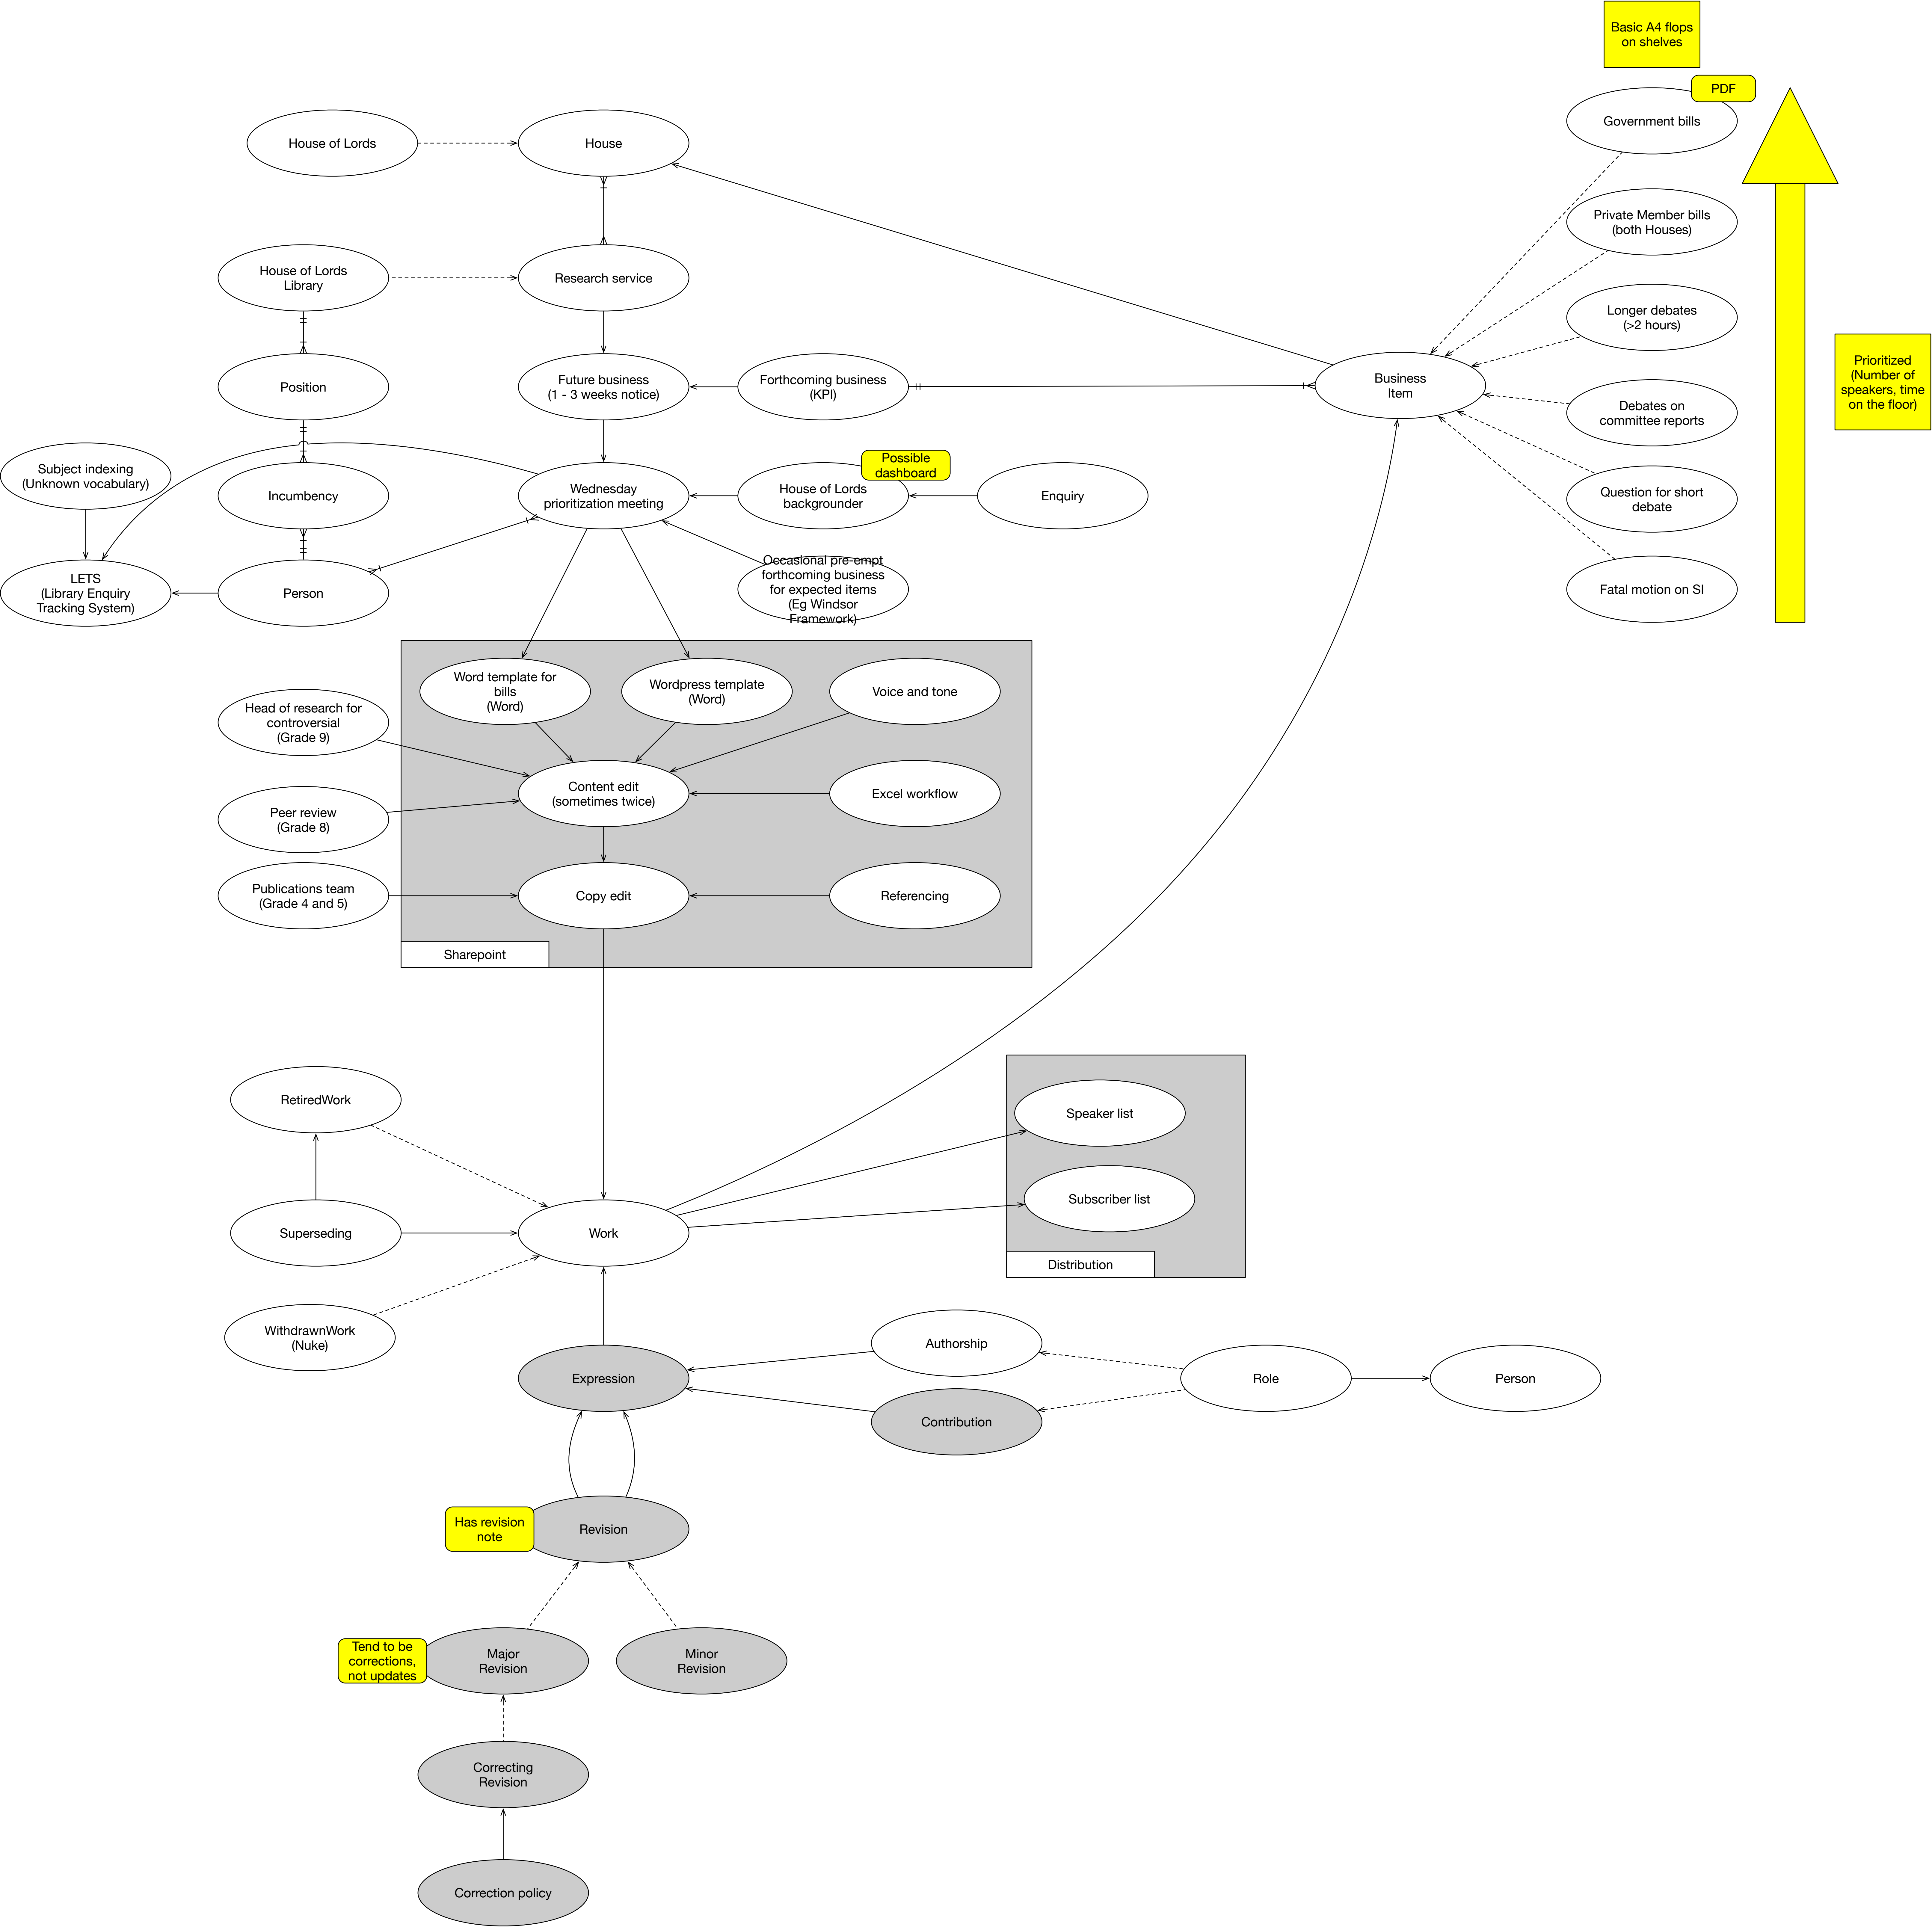 Basic A4 flops
on shelves
PDF
Government bills
House of Lords
House
Private Member bills
(both Houses)
House of Lords
Library
Research service
Longer debates
(>2 hours)
Position
Future business
(1 - 3 weeks notice)
Forthcoming business
(KPI)
Business
Item
Prioritized
(Number of
speakers, time
on the floor)
Debates on
committee reports
Subject indexing
(Unknown vocabulary)
Incumbency
Wednesday
prioritization meeting
Possible
dashboard
House of Lords
backgrounder
Enquiry
Question for short
debate
LETS
(Library Enquiry
Tracking System)
Person
Occasional pre-empt
forthcoming business
for expected items
(Eg Windsor
Framework)
Fatal motion on SI
Word template for
bills
(Word)
Wordpress template
(Word)
Voice and tone
Head of research for
controversial
(Grade 9)
Content edit
(sometimes twice)
Excel workflow
Peer review
(Grade 8)
Publications team
(Grade 4 and 5)
Copy edit
Referencing
Sharepoint
RetiredWork
Speaker list
Superseding
Work
Subscriber list
Distribution
WithdrawnWork
(Nuke)
Authorship
Expression
Role
Person
Contribution
Has revision
note
Revision
Tend to be
corrections,
not updates
Major
Revision
Minor
Revision
Correcting
Revision
Correction policy